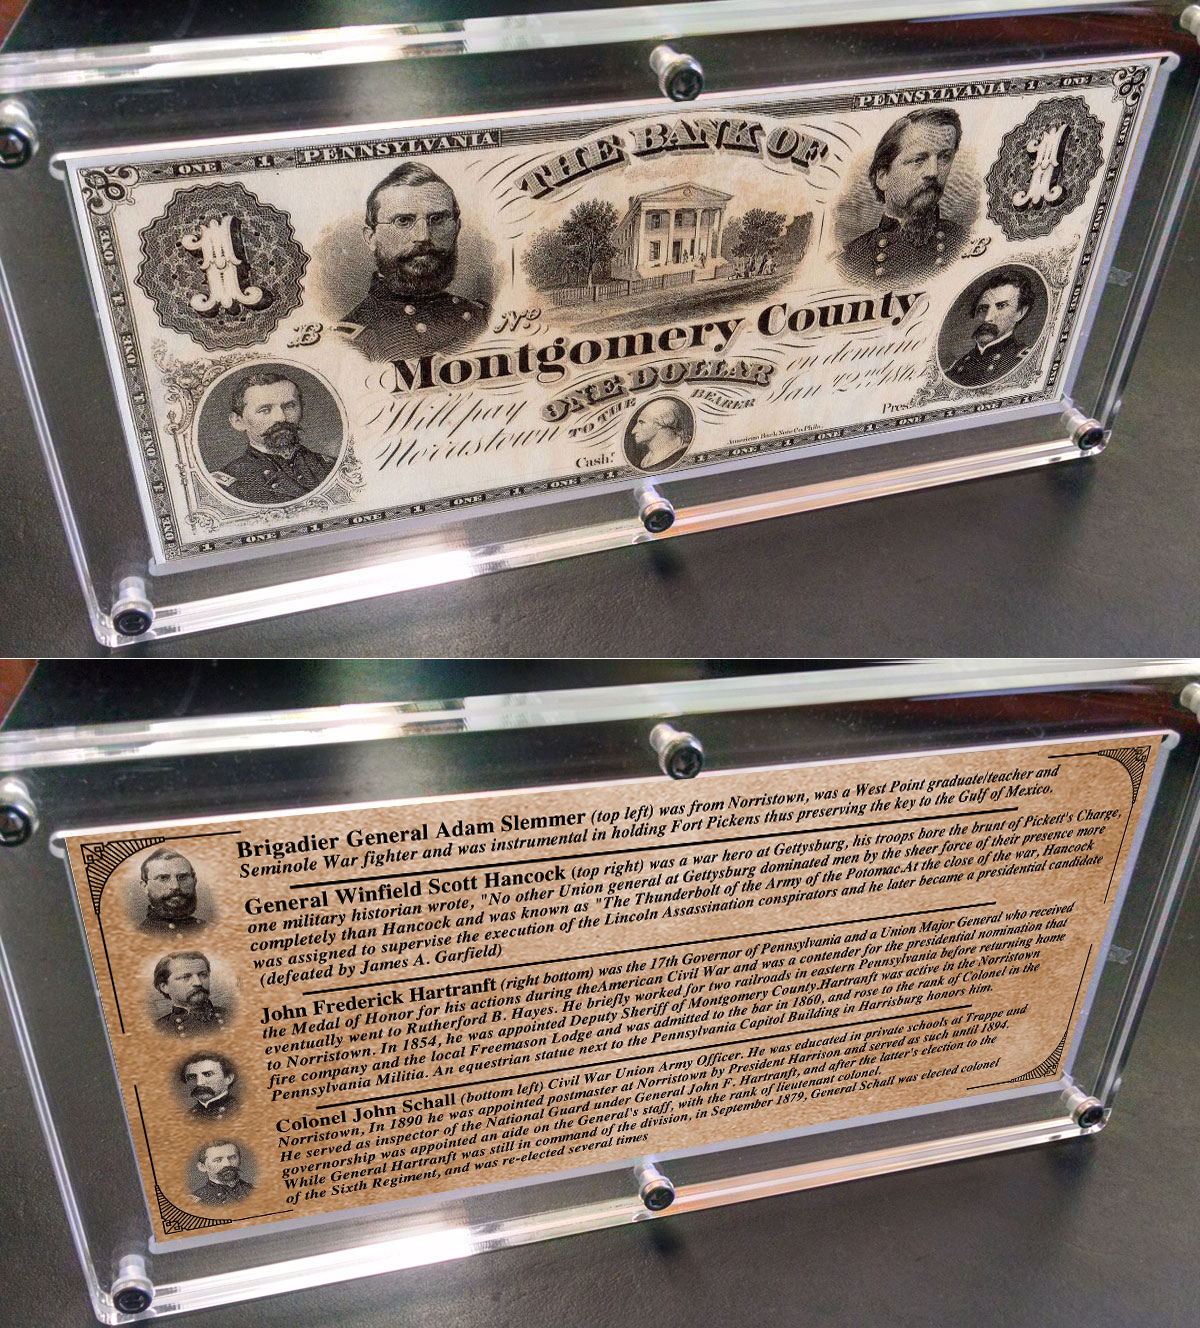 ONE 1 PENNSYLVANIA
PENNSYLVANIA 1 ONE
THE BANK OF
1
1
B
No.
B
Montgomery County
Will pay ONE DOLLAR on demand
Norristown TO THE BEARER Jan
Cash!
Pres
American Bank Note Co. Phila.
1 ONE 1 ONE 1 ONE 1 ONE 1 ONE 1 ONE 1 ONE
Brigadier General Adam Slemmer (top left) was from Norristown, was a West Point graduate/teacher and
Seminole War fighter and was instrumental in holding Fort Pickens thus preserving the key to the Gulf of Mexico.
General Winfield Scott Hancock (top right) was a war hero at Gettysburg, his troops bore the brunt of Pickett's Charge,
one military historian wrote, "No other Union general at Gettysburg dominated men by the sheer force of their presence more
completely than Hancock and was known as "The Thunderbolt of the Army of the Potomac.At the close of the war, Hancock
was assigned to supervise the execution of the Lincoln Assassination conspirators and he later became a presidential candidate
(defeated by James A. Garfield)
John Frederick Hartranft (right bottom) was the 17th Governor of Pennsylvania and a Union Major General who received
the Medal of Honor for his actions during theAmerican Civil War and was a contender for the presidential nomination that
eventually went to Rutherford B. Hayes. He briefly worked for two railroads in eastern Pennsylvania before returning home
to Norristown. In 1854, he was appointed Deputy Sheriff of Montgomery County.Hartranft was active in the Norristown
fire company and the local Freemason Lodge and was admitted to the bar in 1860, and rose to the rank of Colonel in the
Pennsylvania Militia. An equestrian statue next to the Pennsylvania Capitol Building in Harrisburg honors him.
Colonel John Schall (bottom left) Civil War Union Army Officer. He was educated in private schools at Trappe and
Norristown, In 1890 he was appointed postmaster at Norristown by President Harrison and served as such until 1894.
He served as inspector of the National Guard under General John F. Hartranft, and after the latter's election to the
governorship was appointed an aide on the General's staff, with the rank of lieutenant colonel.
While General Hartranft was still in command of the division, in September 1879, General Schall was elected colonel
of the Sixth Regiment, and was re-elected several times